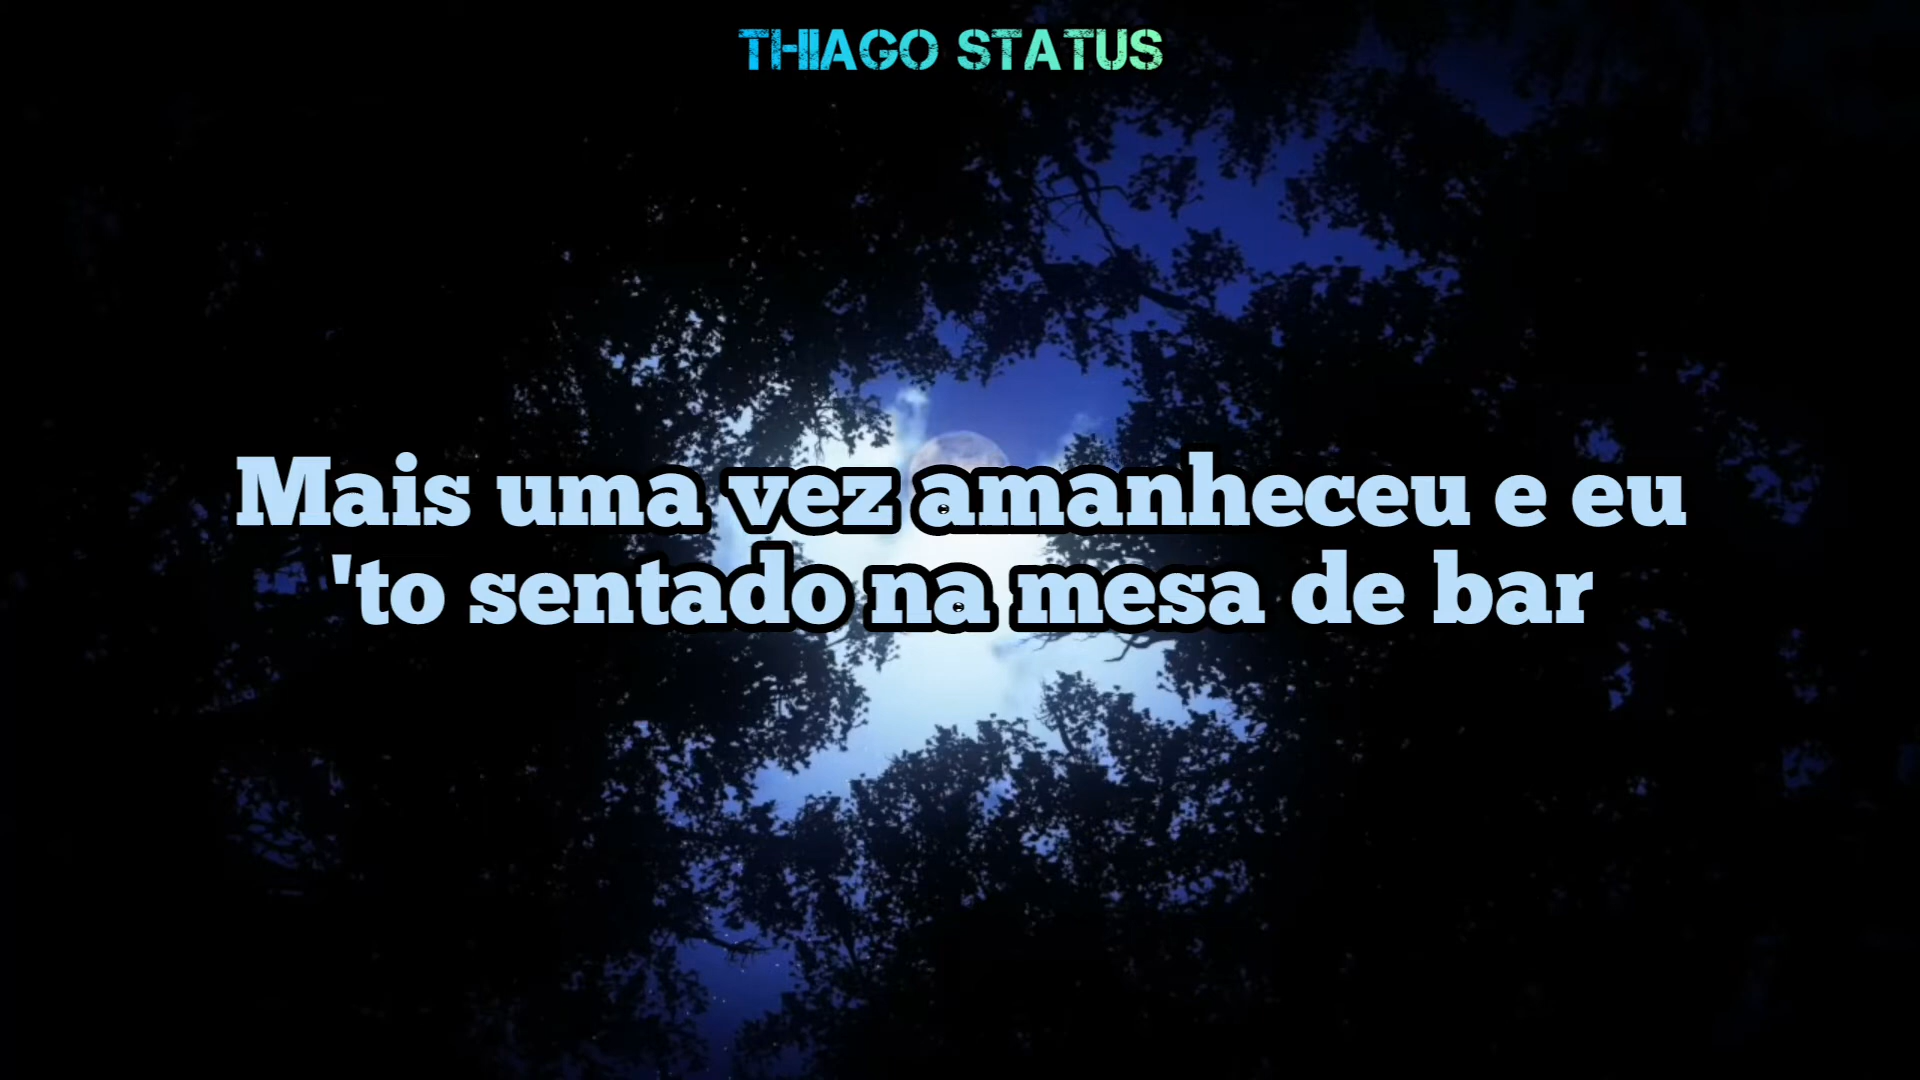 THIAGO STATUS
Mais uma vez amanheceu e eu
'to sentado na mesa de bar